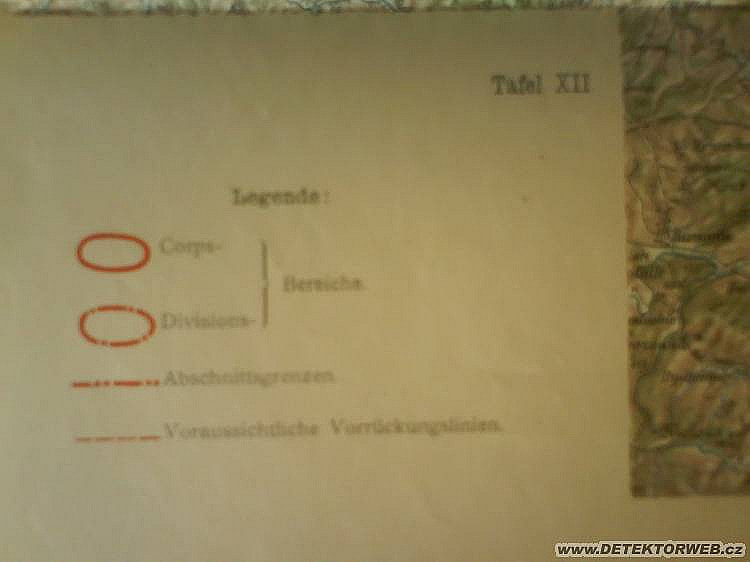 Tafel XII
Legende:
Corps-
Bereiche.
Divisions-
Abschnittsgrenzen.
Voraussichtliche Vorrückungslinien.
www.DETEKTORWEB.cz